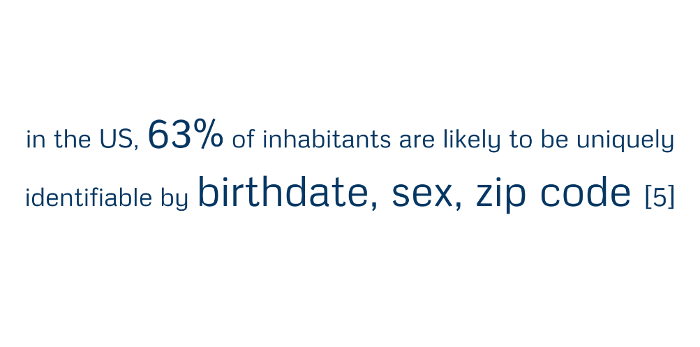 in the US, 63% of inhabitants are likely to be uniquely
identifiable by birthdate, sex, zip code [5]